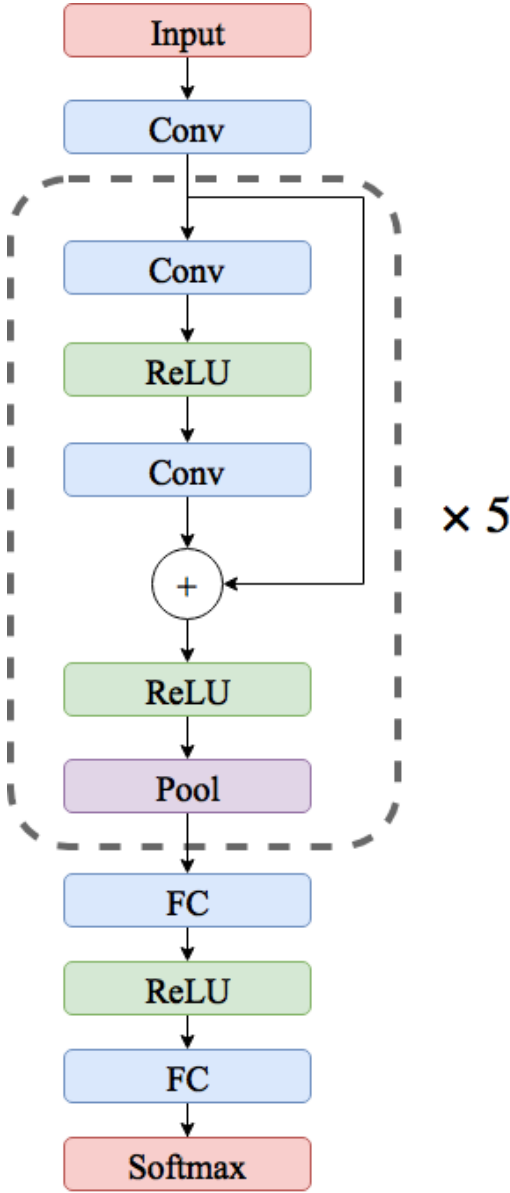 Input
Conv
Conv
ReLU
Conv
+
× 5
ReLU
Pool
FC
ReLU
FC
Softmax